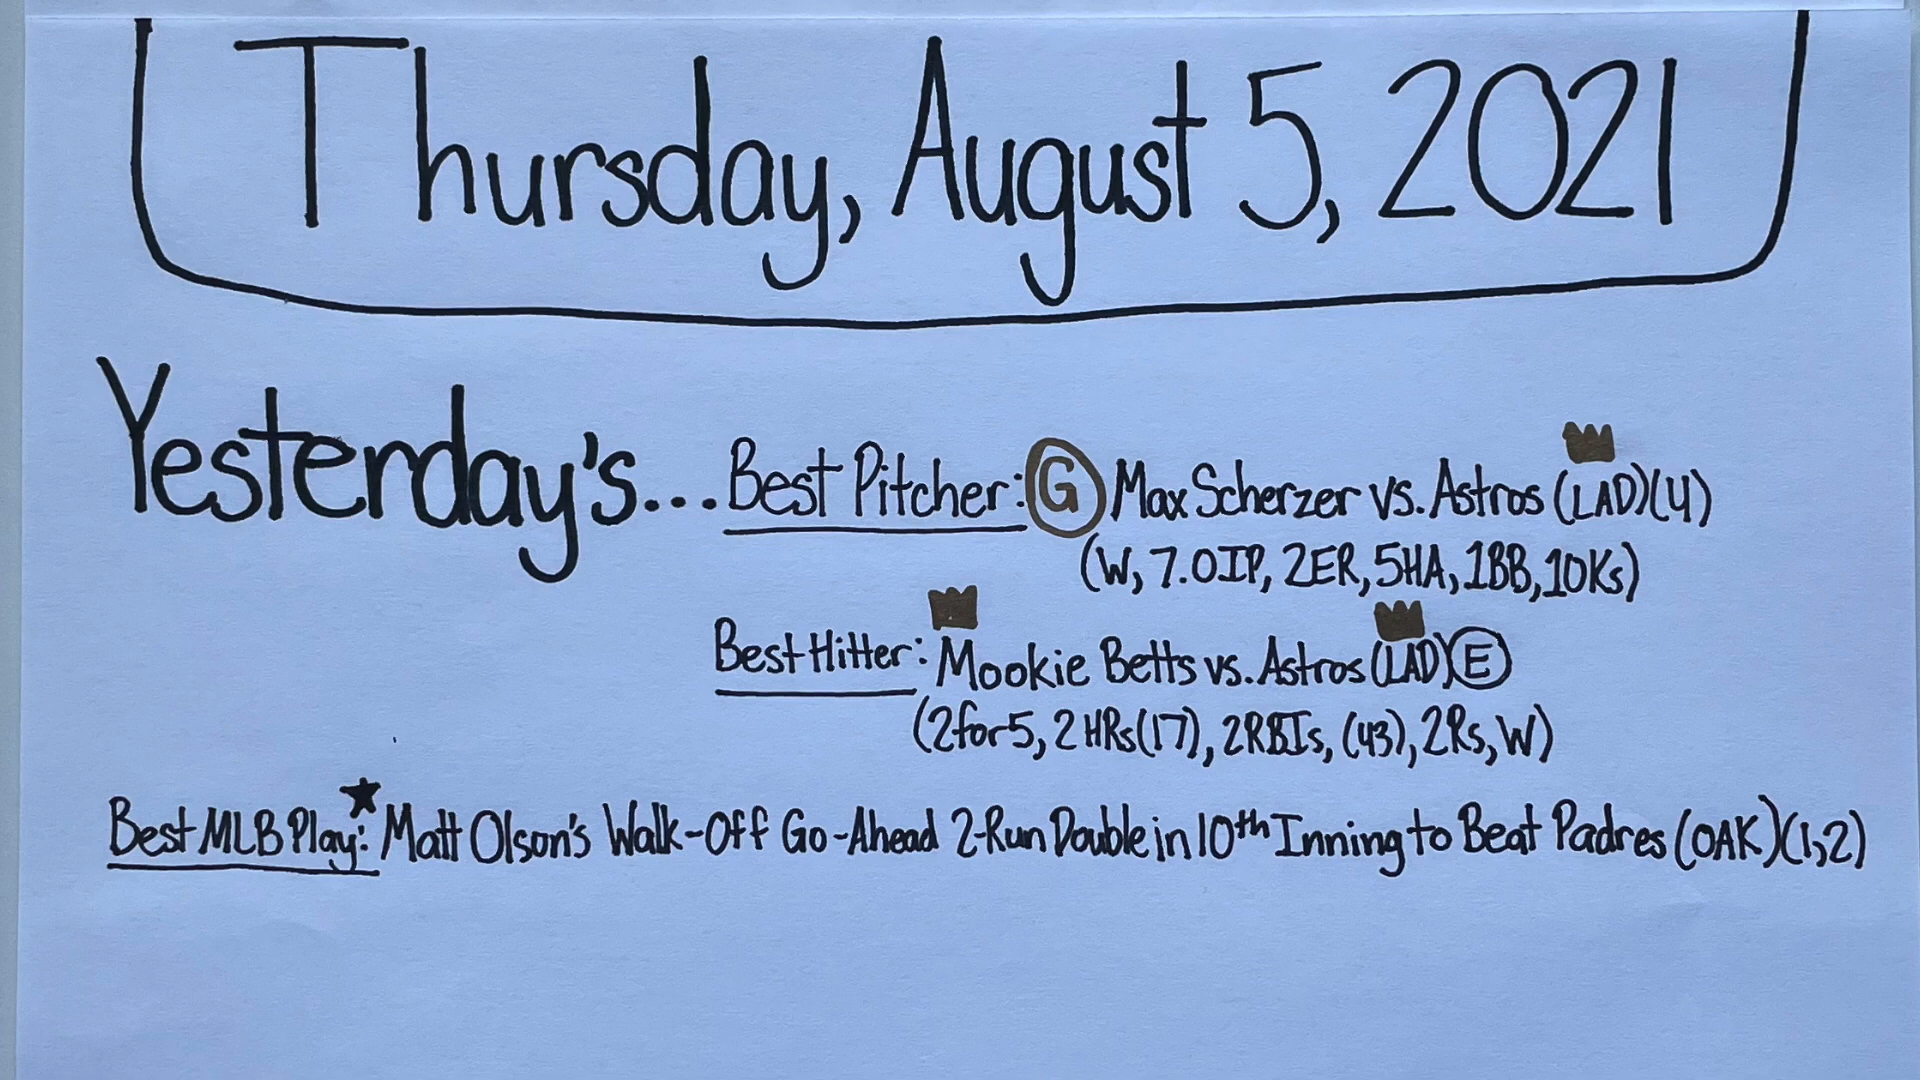 Thursday, August 5, 2021
Yesterday's... Best Pitcher: G Max Scherzer vs. Astros (LAD)(4)
(W, 7.0IP, 2ER, 5HA, 1BB, 10Ks)
Best Hitter: Mookie Betts vs. Astros (LAD) E
(2for5, 2HRs(17), 2RBIs, (43), 2Rs, W)
Best MLB Play: Matt Olson's Walk-Off Go-Ahead 2-Run Double in 10th Inning to Beat Padres (OAK)(1,2)